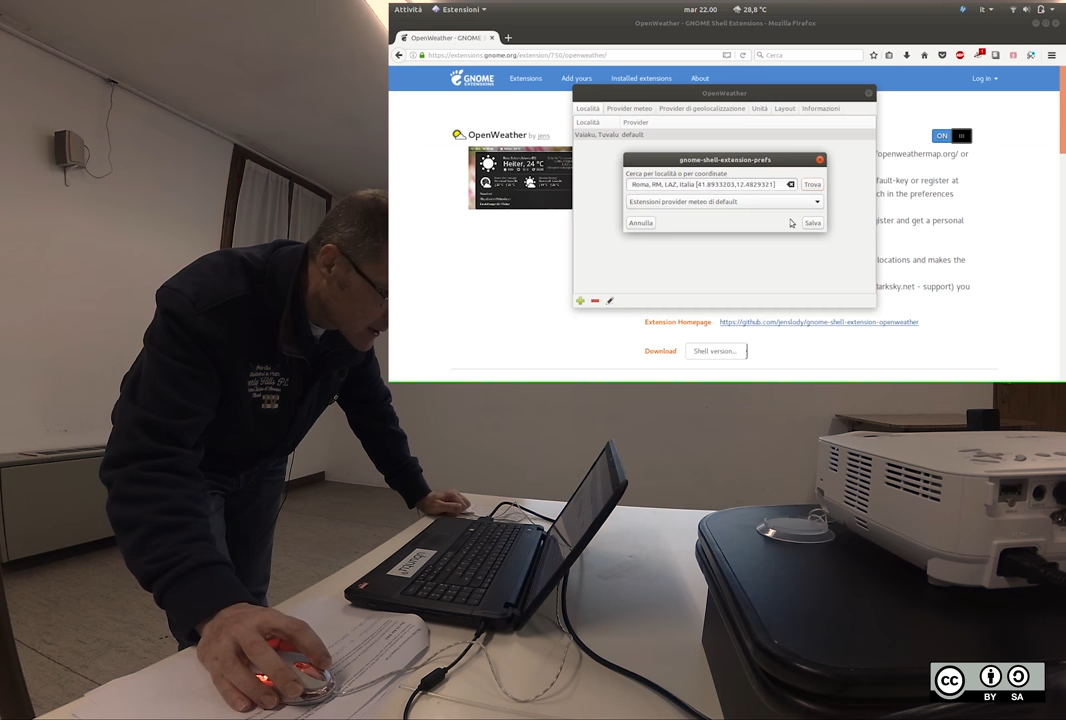 Attività Estensioni mar 22.00 28,8 °C it
OpenWeather - GNOME Shell Extensions - Mozilla Firefox
OpenWeather - GNOME
https://extensions.gnome.org/extension/750/openweather/
Cerca
GNOME EXTENSIONS
Extensions Add yours Installed extensions About Log in
OpenWeather
Località Provider meteo Provider di geolocalizzazione Unità Layout Informazioni
Località Provider
Vaiaku, Tuvalu default
OpenWeather by jens
ON
Heiter, 24 °C
gnome-shell-extension-prefs
Cerca per località o per coordinate
Roma, RM, LAZ, Italia [41.8933203,12.4829321] Trova
Estensioni provider meteo di default
Annulla Salva
/openweathermap.org/ or
fault-key or register at
ch in the preferences
gister and get a personal
locations and makes the
arksky.net - support) you
Extension Homepage https://github.com/jenslody/gnome-shell-extension-openweather
Download Shell version...
ubuntu
cc
BY SA